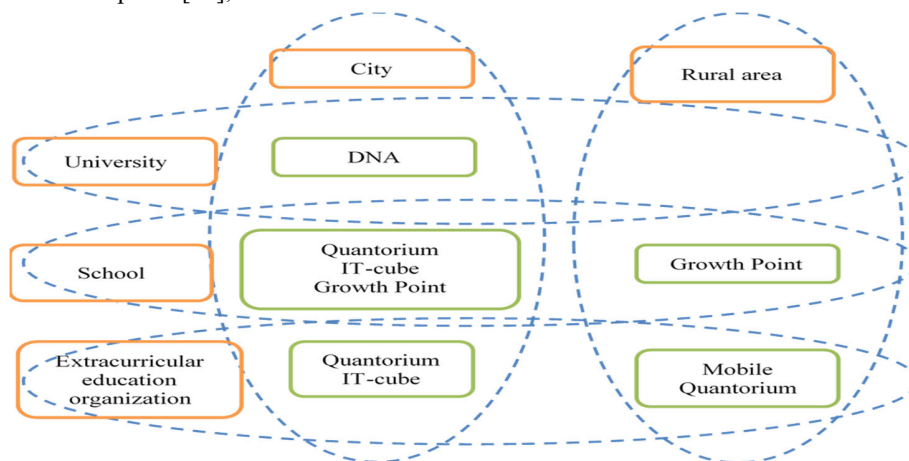 City
Rural area
University
DNA
School
Quantorium
IT-cube
Growth Point
Growth Point
Extracurricular
education
organization
Quantorium
IT-cube
Mobile
Quantorium